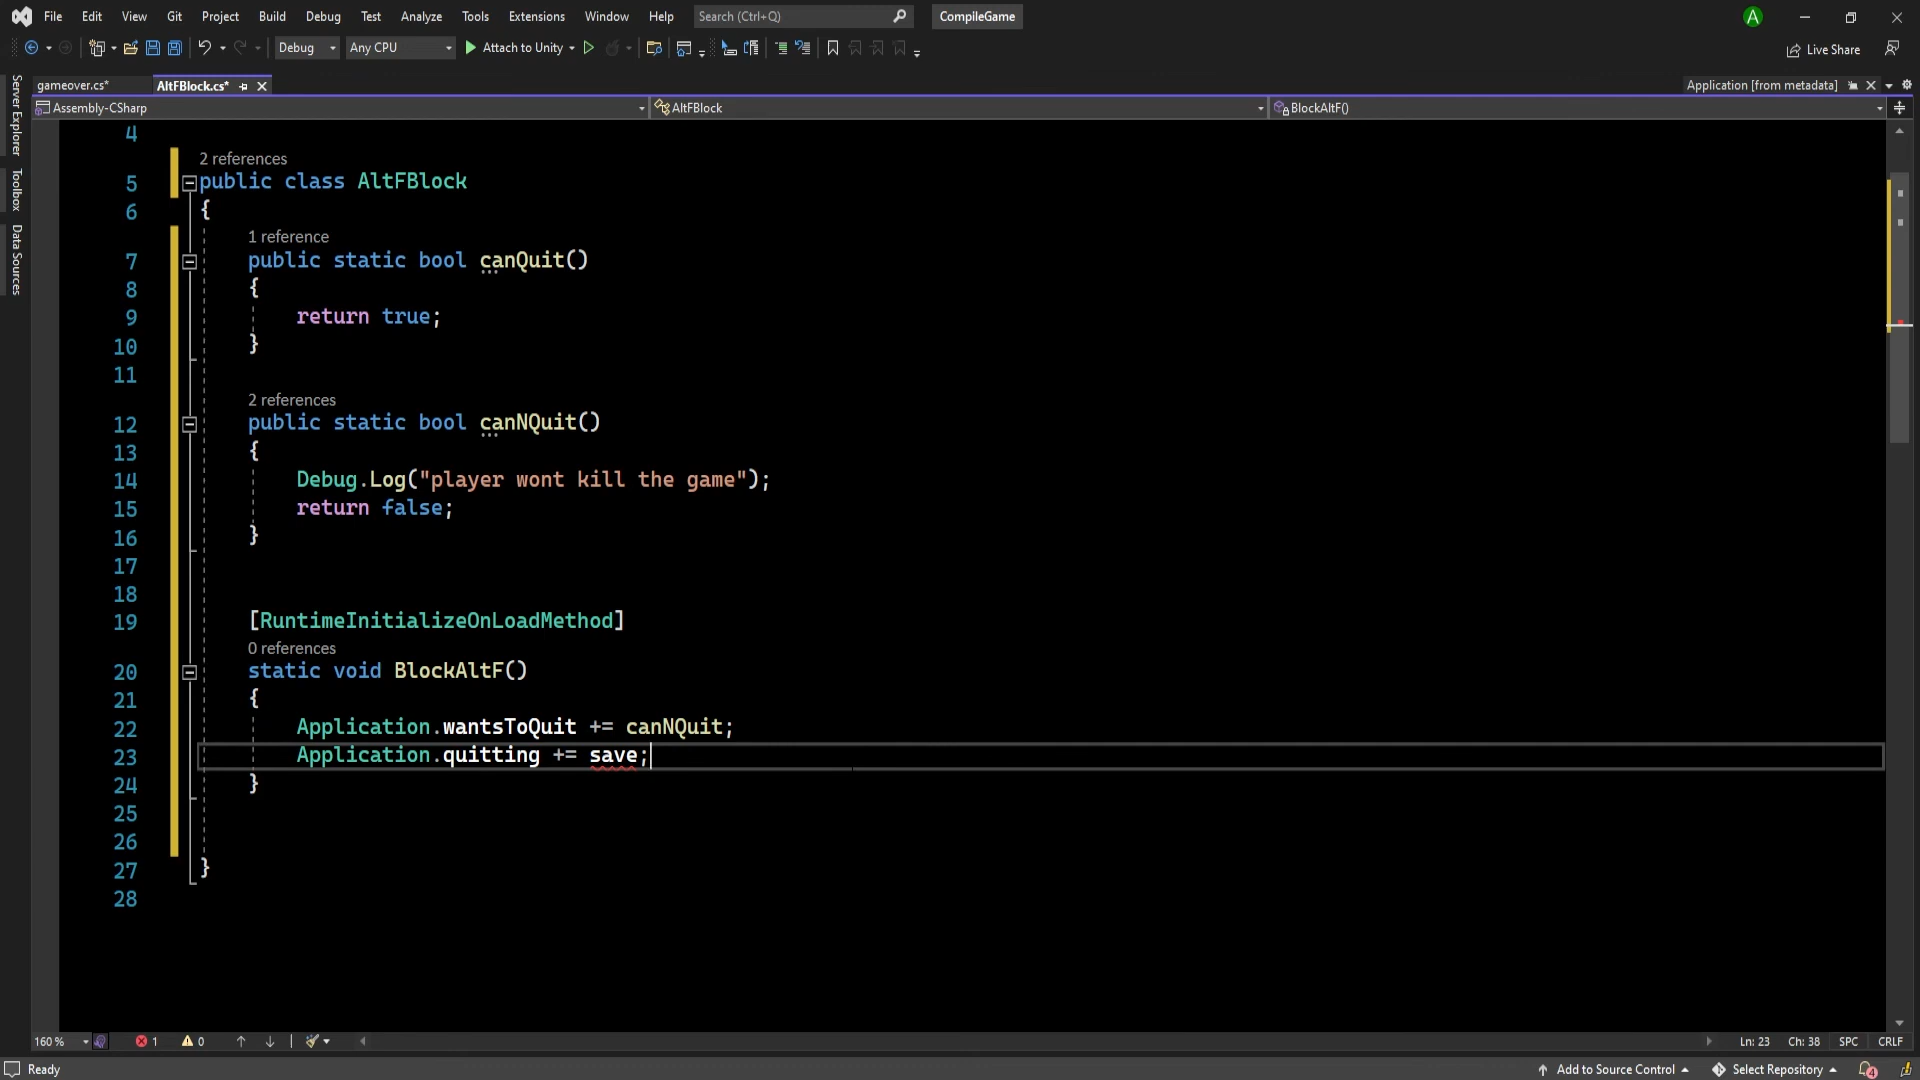 File Edit View Git Project Build Debug Test Analyze Tools Extensions Window Help Search (Ctrl+Q) CompileGame A
Debug Any CPU Attach to Unity Live Share
gameover.cs* AltFBlock.cs* Application [from metadata]
Assembly-CSharp AltFBlock BlockAltF()
Server Explorer
Toolbox
Data Sources
4
2 references
5 public class AltFBlock
6 {
1 reference
7 public static bool canQuit()
8 {
9 return true;
10 }
11
2 references
12 public static bool canNQuit()
13 {
14 Debug.Log("player wont kill the game");
15 return false;
16 }
17
18
19 [RuntimeInitializeOnLoadMethod]
0 references
20 static void BlockAltF()
21 {
22 Application.wantsToQuit += canNQuit;
23 Application.quitting += save;
24 }
25
26
27 }
28
160 % 1 0 Ln: 23 Ch: 38 SPC CRLF
Ready Add to Source Control Select Repository 4